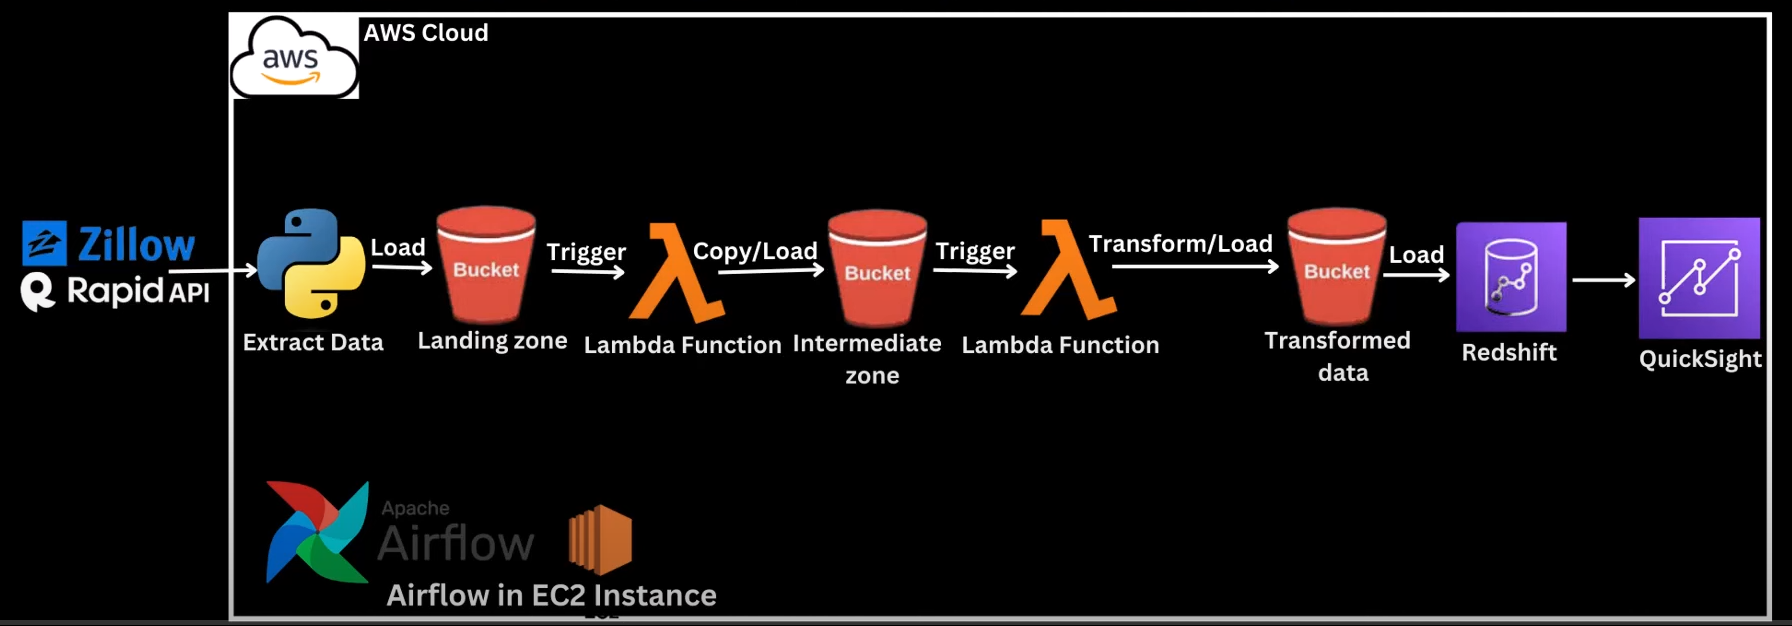 AWS Cloud
aws
Zillow
Rapid API
Extract Data
Load
Bucket
Landing zone
Trigger
Lambda Function
Copy/Load
Bucket
Intermediate
zone
Trigger
Lambda Function
Transform/Load
Bucket
Transformed
data
Load
Redshift
QuickSight
Apache
Airflow
Airflow in EC2 Instance